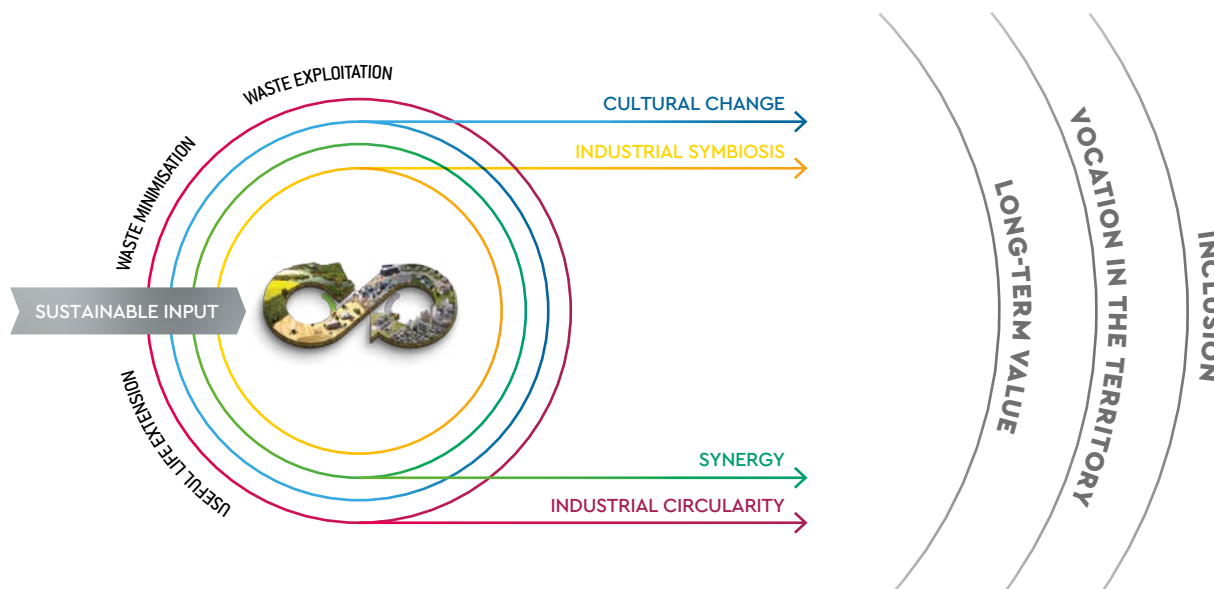 WASTE EXPLOITATION
WASTE MINIMISATION
SUSTAINABLE INPUT
USEFUL LIFE EXTENSION
CULTURAL CHANGE
INDUSTRIAL SYMBIOSIS
SYNERGY
INDUSTRIAL CIRCULARITY
LONG-TERM VALUE
VOCATION IN THE TERRITORY
INCLUSION